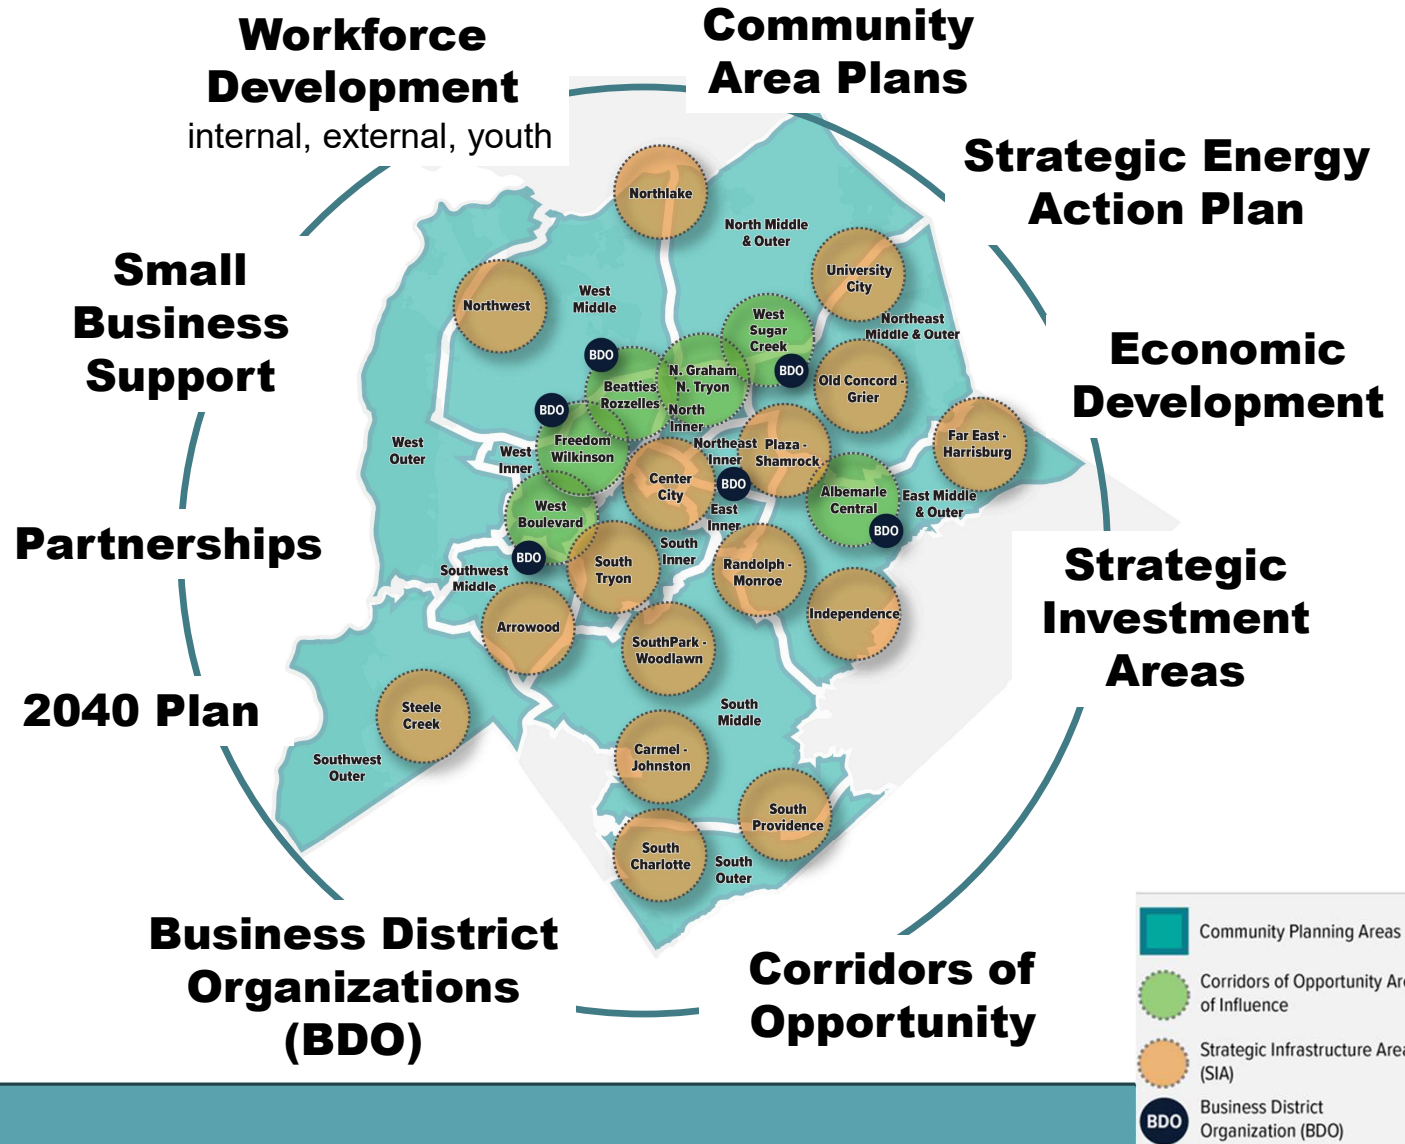 Workforce
Development
internal, external, youth
Community
Area Plans
Strategic Energy
Action Plan
Economic
Development
Strategic
Investment
Areas
Corridors of
Opportunity
Business District
Organizations
(BDO)
2040 Plan
Partnerships
Small
Business
Support
Northlake
North Middle
& Outer
University
City
Northwest
West
Middle
West
Sugar
Creek
Northeast
Middle & Outer
BDO
BDO
N. Graham
N. Tryon
Beatties
Rozzelles
Old Concord -
Grier
BDO
North
Inner
Freedom
Wilkinson
West
Outer
West
Inner
Northeast
Inner
Plaza -
Shamrock
Far East -
Harrisburg
Center
City
BDO
Albemarle
Central
East Middle
& Outer
BDO
West
Boulevard
East
Inner
South
Inner
BDO
Southwest
Middle
South
Tryon
Randolph -
Monroe
Independence
Arrowood
SouthPark -
Woodlawn
Steele
Creek
South
Middle
Southwest
Outer
Carmel -
Johnston
South
Providence
South
Charlotte
South
Outer
Community Planning Areas
Corridors of Opportunity
of Influence
Strategic Infrastructure
(SIA)
BDO
Business District
Organization (BDO)